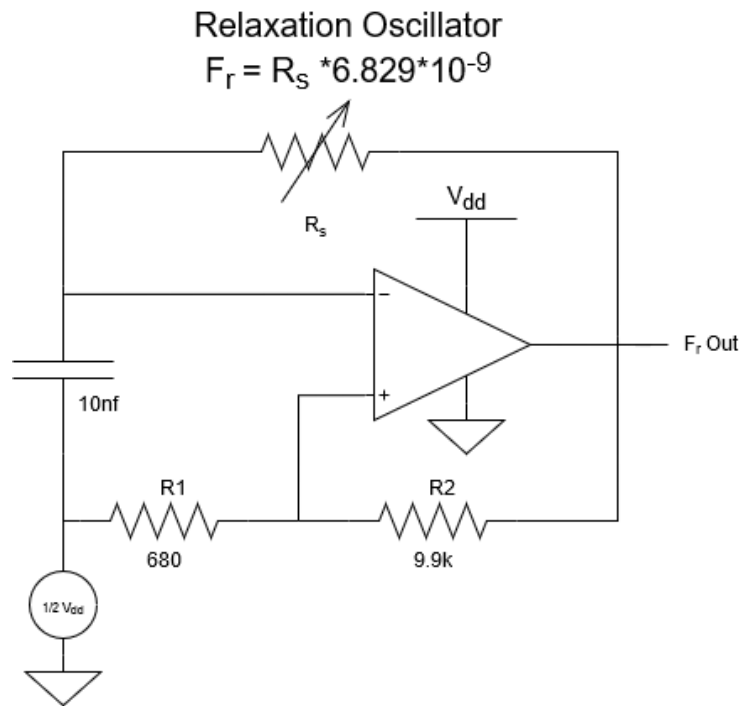 Relaxation Oscillator
Fr = Rs *6.829*10-9
Vdd
Rs
−
Fr Out
+
10nf
R1
R2
680
9.9k
1/2 Vdd